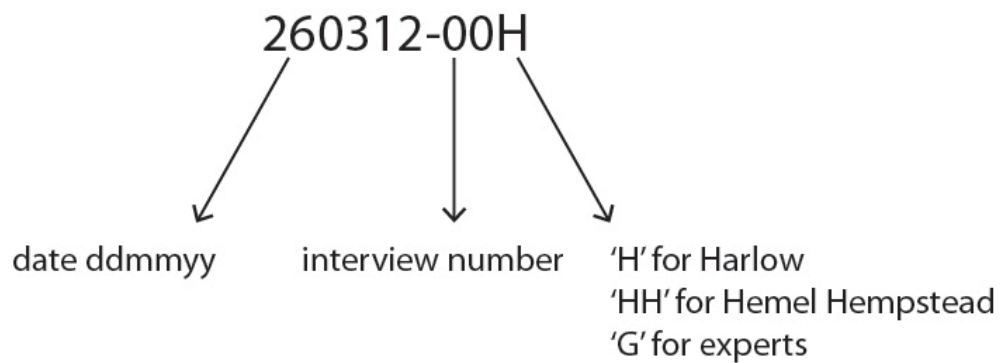 260312-00H
date ddmmyy
interview number
‘H’ for Harlow
‘HH’ for Hemel Hempstead
‘G’ for experts